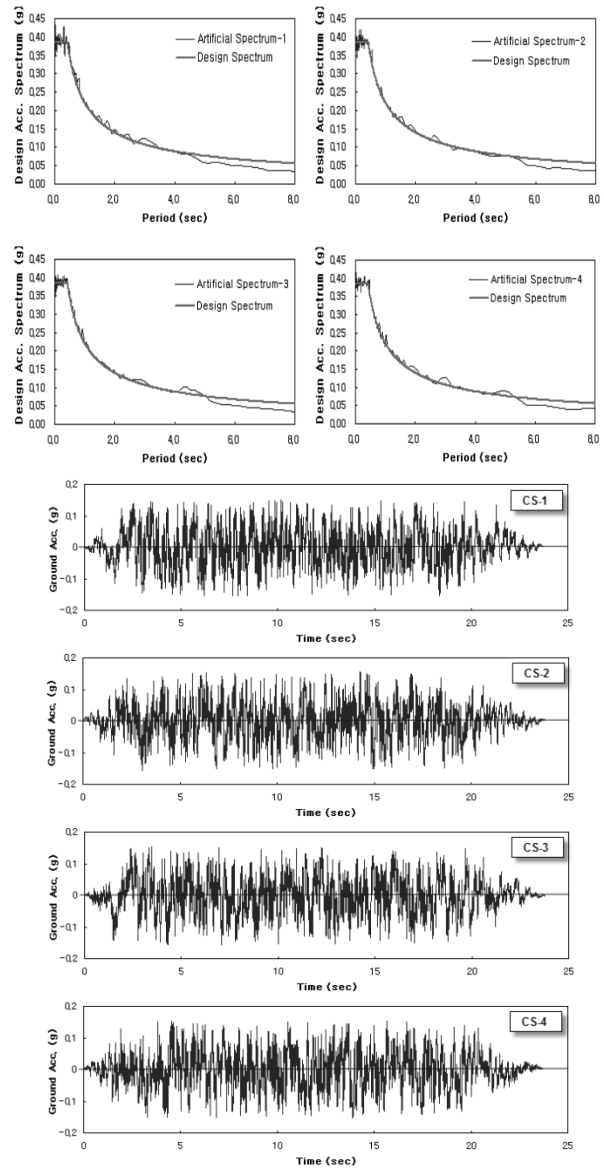 Design Acc. Spectrum (g)
0,45
0,40
0,35
0,30
0,25
0,20
0,15
0,10
0,05
0,00
Artificial Spectrum-1
Design Spectrum
0,0 2,0 4,0 6,0 8,0
Period (sec)
Design Acc. Spectrum (g)
0,45
0,40
0,35
0,30
0,25
0,20
0,15
0,10
0,05
0,00
Artificial Spectrum-2
Design Spectrum
0,0 2,0 4,0 6,0 8,0
Period (sec)
Design Acc. Spectrum (g)
0,45
0,40
0,35
0,30
0,25
0,20
0,15
0,10
0,05
0,00
Artificial Spectrum-3
Design Spectrum
0,0 2,0 4,0 6,0 8,0
Period (sec)
Design Acc. Spectrum (g)
0,45
0,40
0,35
0,30
0,25
0,20
0,15
0,10
0,05
0,00
Artificial Spectrum-4
Design Spectrum
0,0 2,0 4,0 6,0 8,0
Period (sec)
Ground Acc, (g)
0,2
0,1
0
-0,1
-0,2
CS-1
0 5 10 15 20 25
Time (sec)
Ground Acc, (g)
0,2
0,1
0
-0,1
-0,2
CS-2
0 5 10 15 20 25
Time (sec)
Ground Acc, (g)
0,2
0,1
0
-0,1
-0,2
CS-3
0 5 10 15 20 25
Time (sec)
Ground Acc, (g)
0,2
0,1
0
-0,1
-0,2
CS-4
0 5 10 15 20 25
Time (sec)